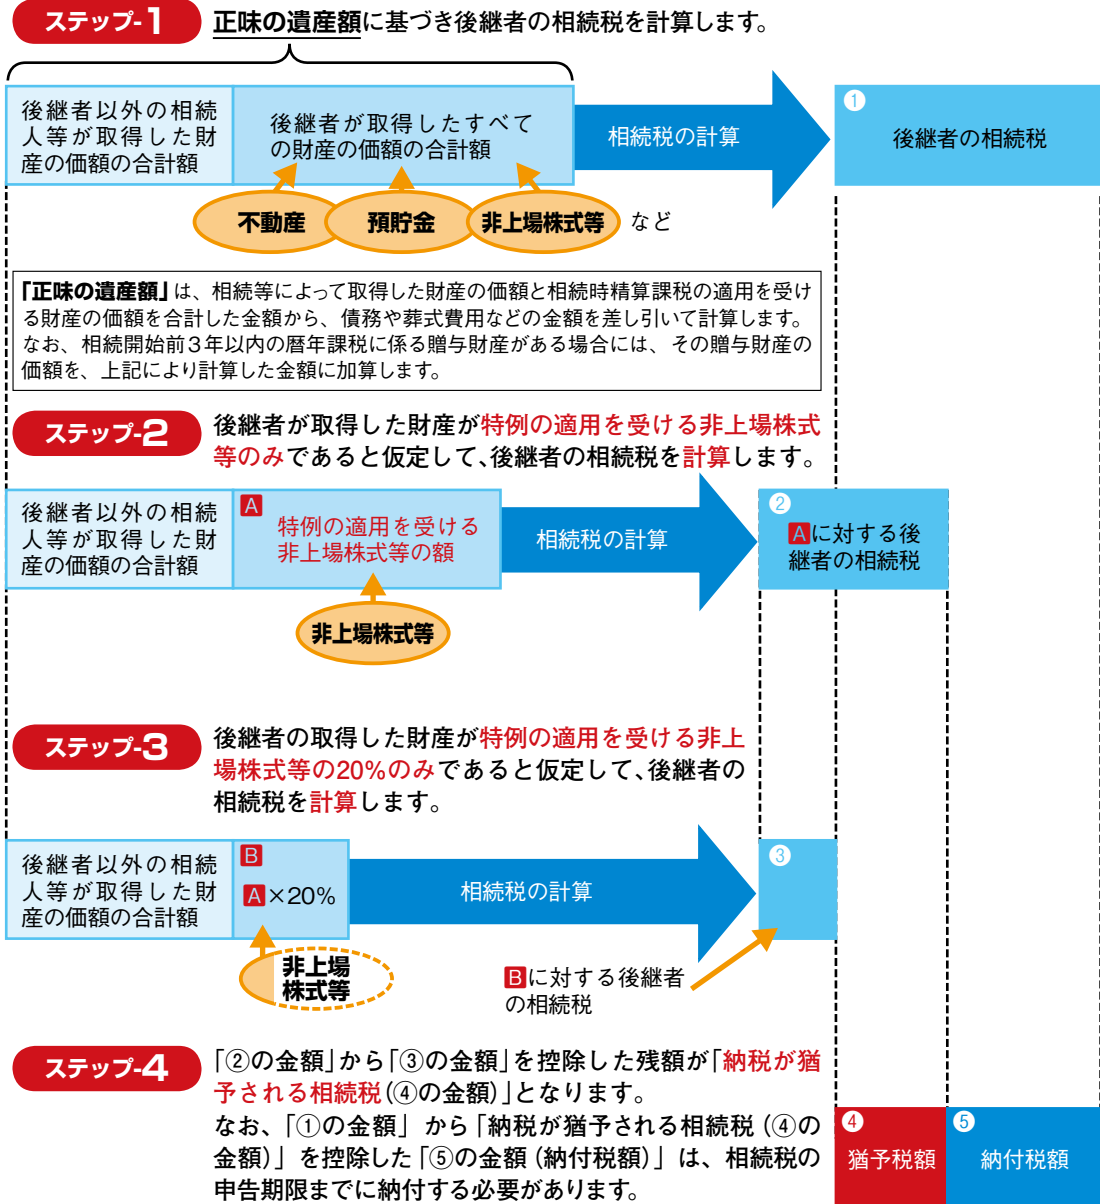 ステップ-1
正味の遺産額に基づき後継者の相続税を計算します。
後継者以外の相続
人等が取得した財
産の価額の合計額
後継者が取得したすべて
の財産の価額の合計額
相続税の計算
①
後継者の相続税
不動産
預貯金
非上場株式等
など
「正味の遺産額」は、相続等によって取得した財産の価額と相続時精算課税の適用を受け
る財産の価額を合計した金額から、債務や葬式費用などの金額を差し引いて計算します。
なお、相続開始前3年以内の暦年課税に係る贈与財産がある場合には、その贈与財産の
価額を、上記により計算した金額に加算します。
ステップ-2
後継者が取得した財産が特例の適用を受ける非上場株式
等のみであると仮定して、後継者の相続税を計算します。
後継者以外の相続
人等が取得した財
産の価額の合計額
A
特例の適用を受ける
非上場株式等の額
相続税の計算
②
Aに対する後
継者の相続税
非上場株式等
ステップ-3
後継者の取得した財産が特例の適用を受ける非上
場株式等の20%のみであると仮定して、後継者の
相続税を計算します。
後継者以外の相続
人等が取得した財
産の価額の合計額
B
A×20%
相続税の計算
③
非上場
株式等
Bに対する後継者
の相続税
ステップ-4
「②の金額」から「③の金額」を控除した残額が「納税が猶
予される相続税(④の金額)」となります。
なお、「①の金額」から「納税が猶予される相続税(④の
金額)」を控除した「⑤の金額(納付税額)」は、相続税の
申告期限までに納付する必要があります。
④
猶予税額
⑤
納付税額